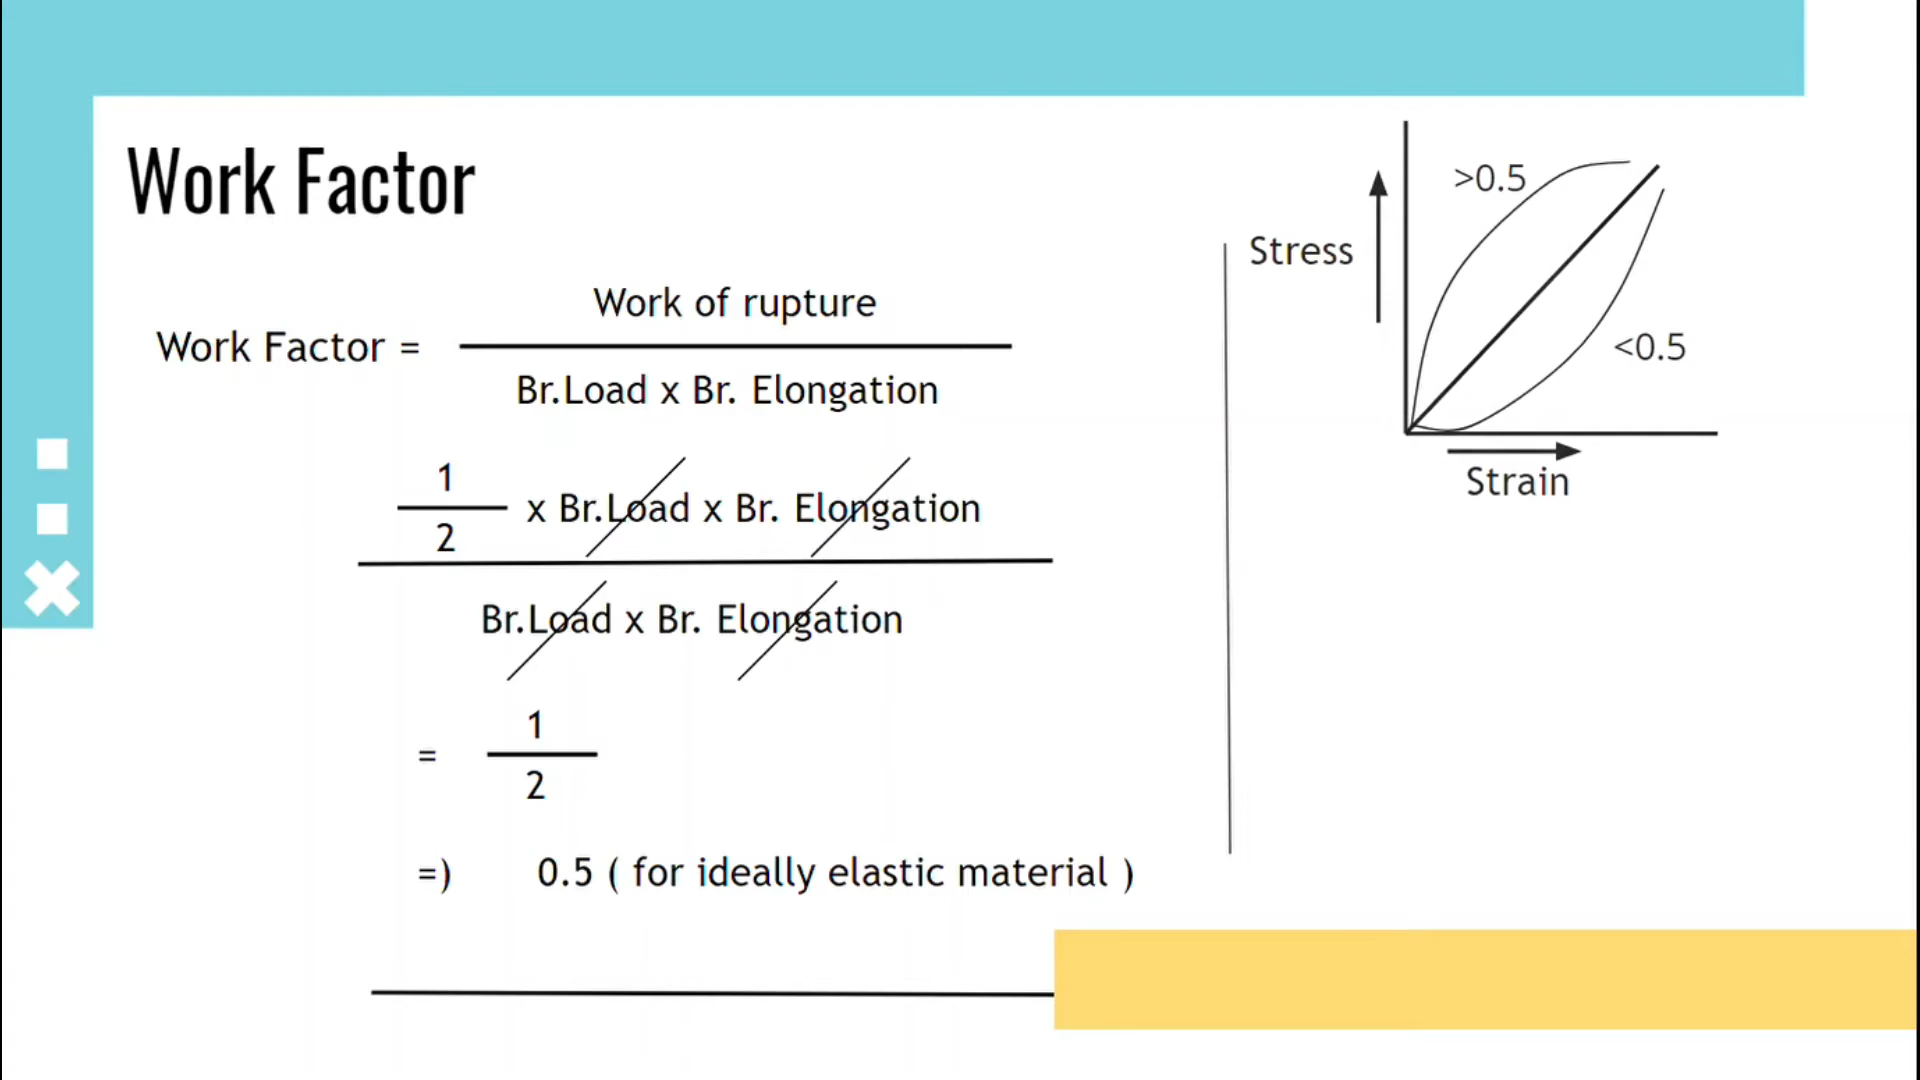 Work Factor
Work of rupture
Work Factor =
Br.Load x Br. Elongation
1
2
x Br.Load x Br. Elongation
Br.Load x Br. Elongation
=
1
2
=) 0.5 ( for ideally elastic material )
>0.5
Stress
<0.5
Strain